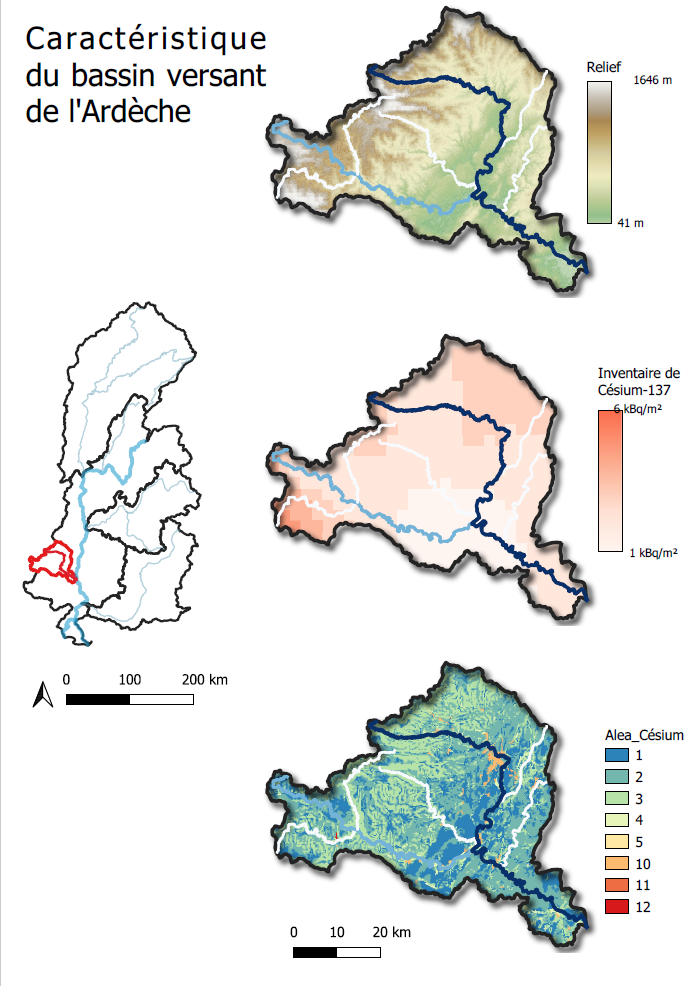 Caractéristique
du bassin versant
de l'Ardèche
Relief
1646 m
41 m
Inventaire de
Césium-137
6 kBq/m²
1 kBq/m²
0 100 200 km
Alea_Césium
1
2
3
4
5
10
11
12
0 10 20 km